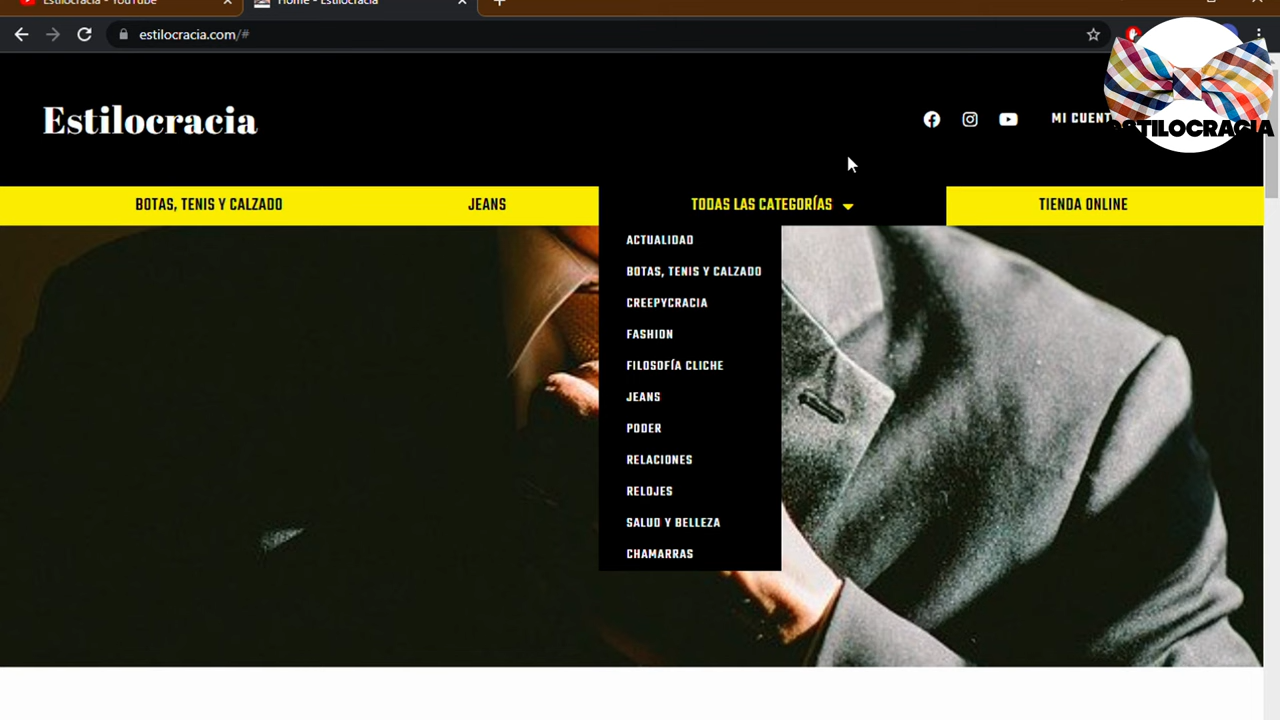 Estilocracia - YouTube
Home - Estilocracia
estilocracia.com/#
Estilocracia
MI CUENT
ESTILOCRACIA
BOTAS, TENIS Y CALZADO
JEANS
TODAS LAS CATEGORÍAS
TIENDA ONLINE
ACTUALIDAD
BOTAS, TENIS Y CALZADO
CREEPYCRACIA
FASHION
FILOSOFÍA CLICHE
JEANS
PODER
RELACIONES
RELOJES
SALUD Y BELLEZA
CHAMARRAS